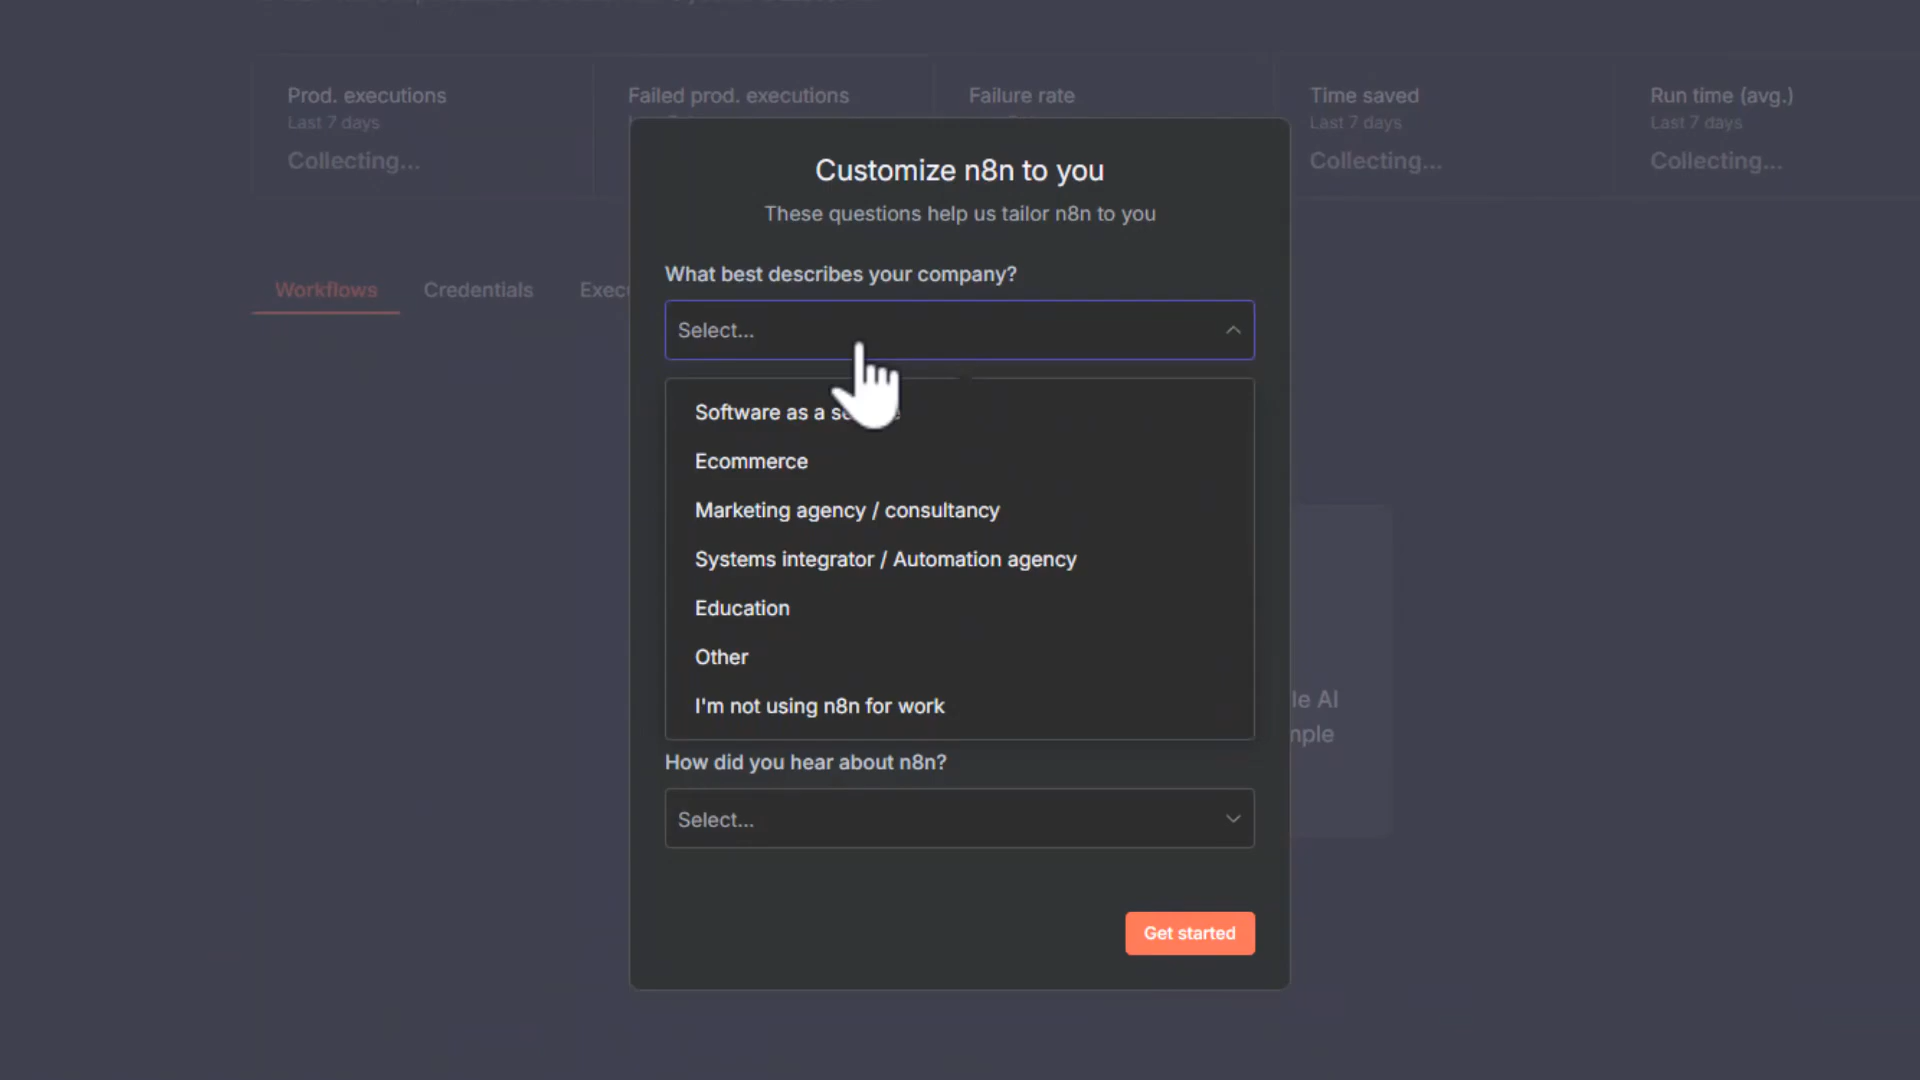 Prod. executions
Last 7 days
Collecting...
Failed prod. executions
Failure rate
Time saved
Last 7 days
Collecting...
Run time (avg.)
Last 7 days
Collecting...
Customize n8n to you
These questions help us tailor n8n to you
Workflows Credentials
What best describes your company?
Select...
Software as a
Ecommerce
Marketing agency / consultancy
Systems integrator / Automation agency
Education
Other
I'm not using n8n for work
AI
How did you hear about n8n?
Select...
Get started